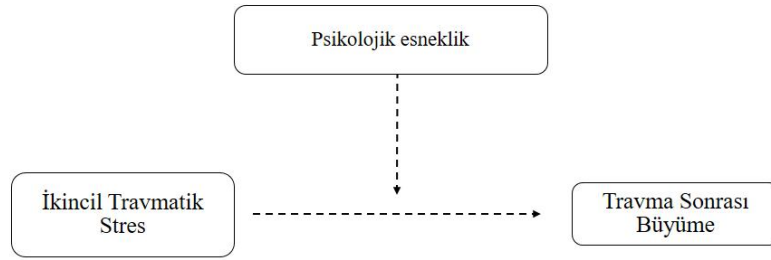 Psikolojik esneklik
İkincil Travmatik
Stres
Travma Sonrası
Büyüme